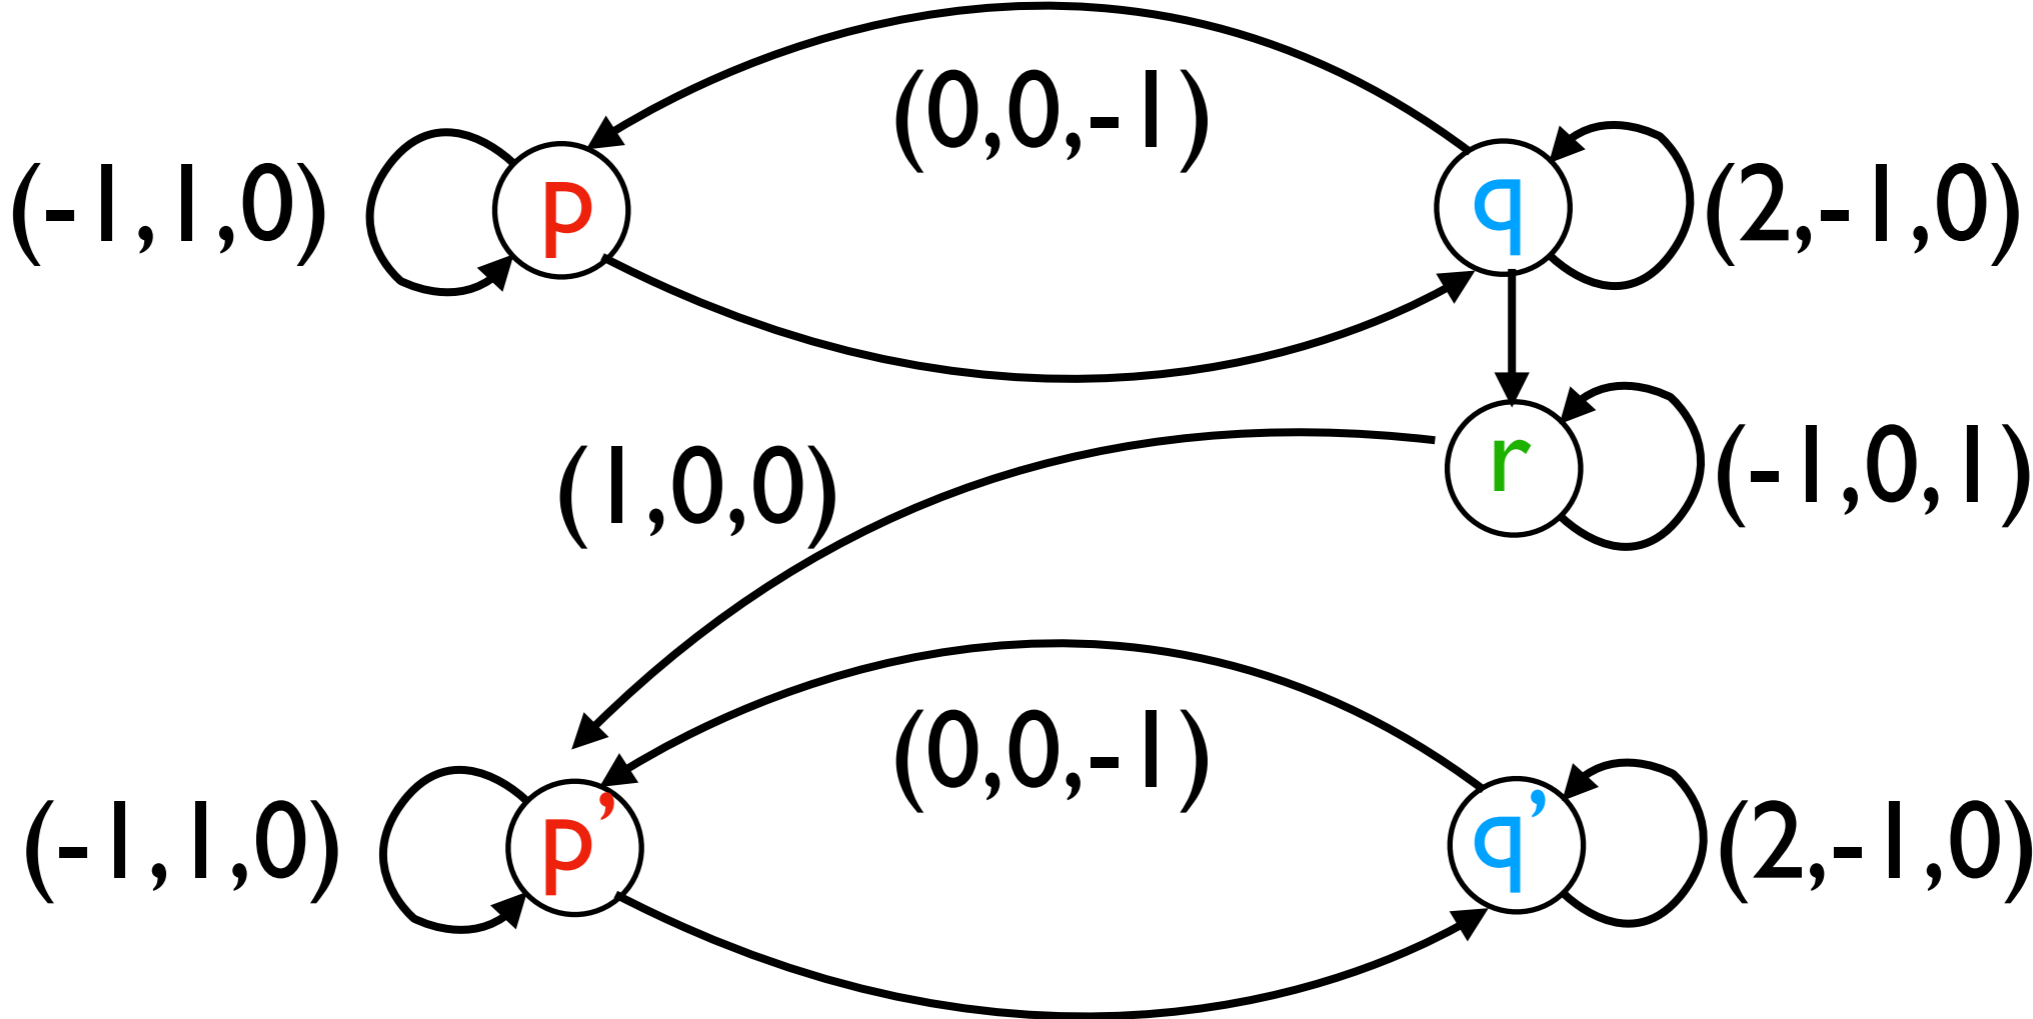 (0,0,-1)
(-1,1,0) p q (2,-1,0)
(1,0,0) r (-1,0,1)
(0,0,-1)
(-1,1,0) p’ q’ (2,-1,0)